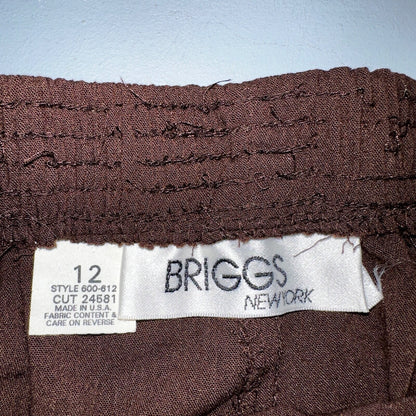 12
STYLE 600-612
CUT 24581
MADE IN U.S.A.
FABRIC CONTENT &
CARE ON REVERSE
BRIGGS
NEW YORK